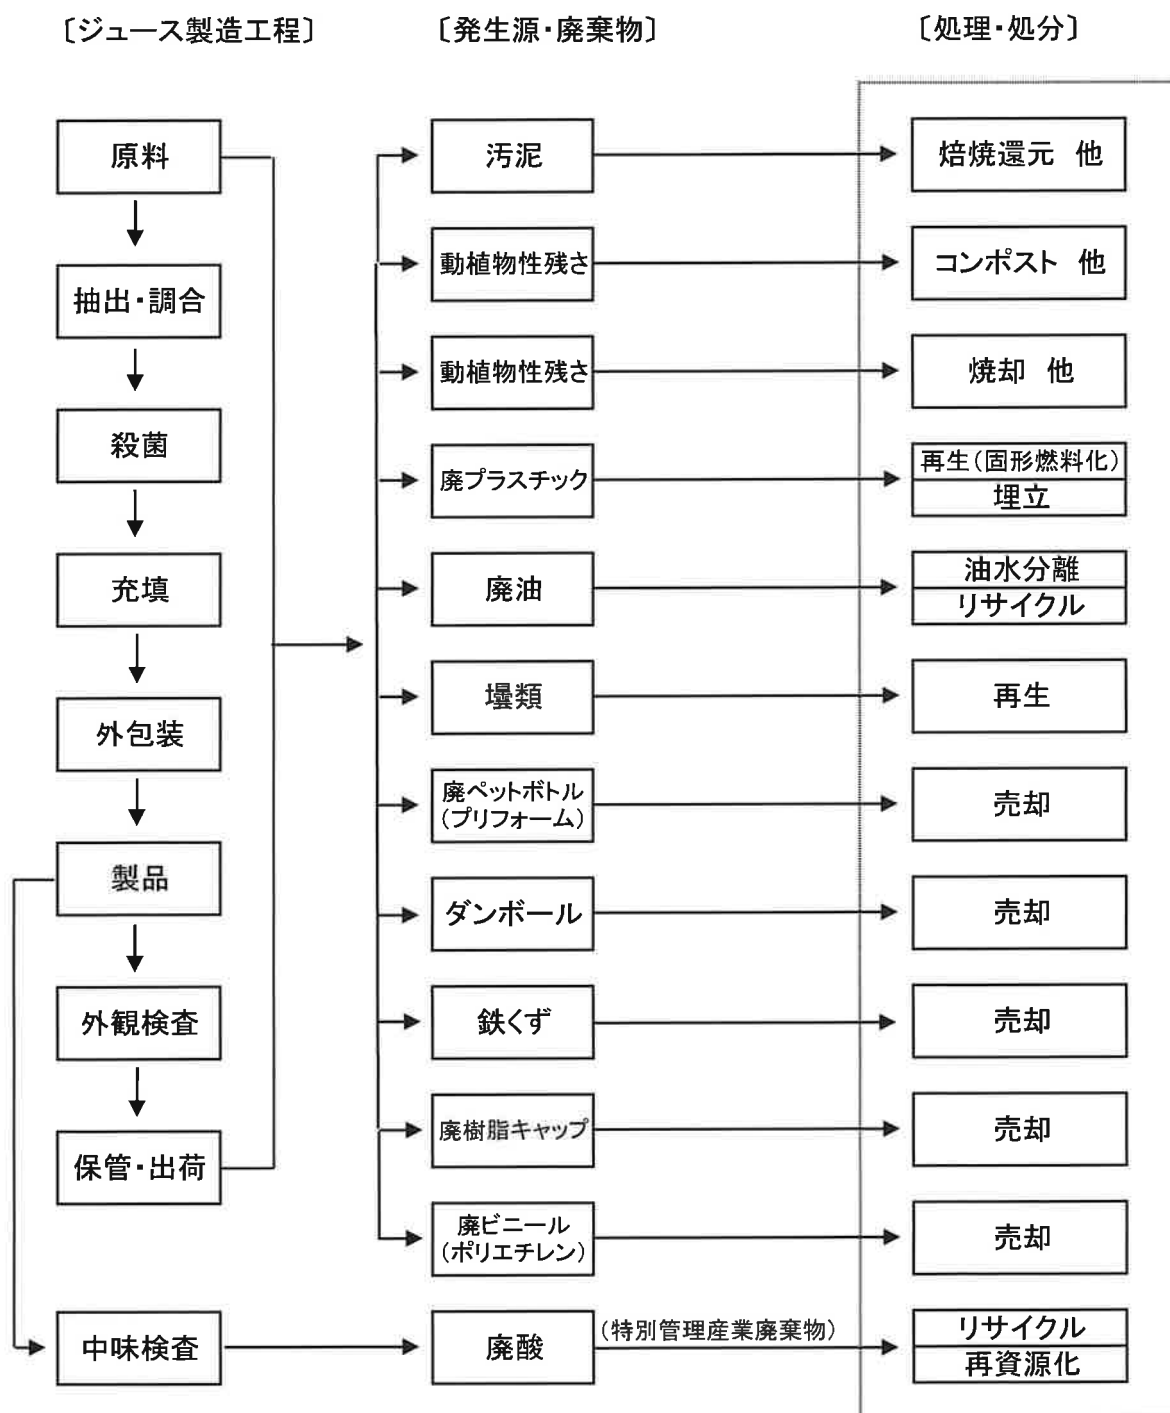 〔ジュース製造工程〕
〔発生源・廃棄物〕
〔処理・処分〕
原料
汚泥
焙焼還元 他
動植物性残さ
コンポスト 他
抽出・調合
動植物性残さ
焼却 他
殺菌
廃プラスチック
再生(固形燃料化)
埋立
充填
廃油
油水分離
リサイクル
外包装
壜類
再生
廃ペットボトル
(プリフォーム)
売却
製品
ダンボール
売却
外観検査
鉄くず
売却
保管・出荷
廃樹脂キャップ
売却
廃ビニール
(ポリエチレン)
売却
中味検査
廃酸
(特別管理産業廃棄物)
リサイクル
再資源化